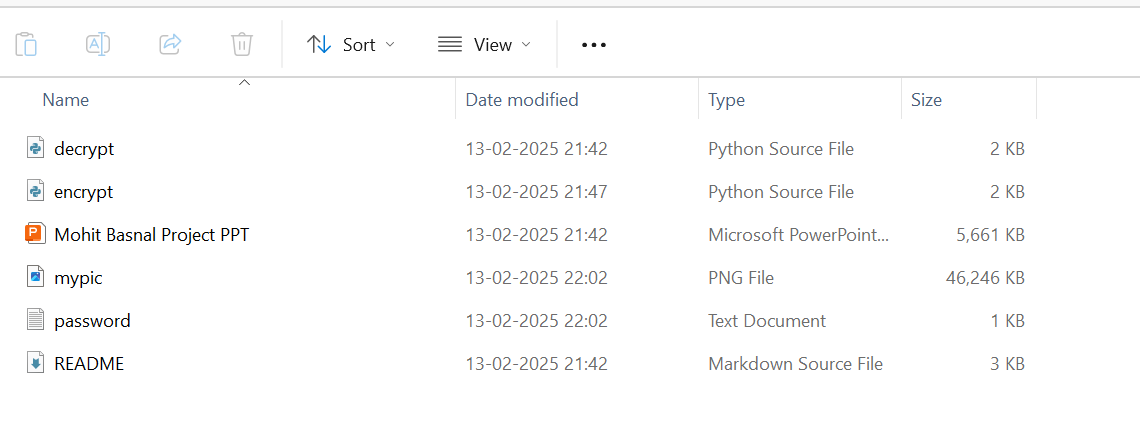 Sort View •••
Name Date modified Type Size
decrypt 13-02-2025 21:42 Python Source File 2 KB
encrypt 13-02-2025 21:47 Python Source File 2 KB
Mohit Basnal Project PPT 13-02-2025 21:42 Microsoft PowerPoint... 5,661 KB
mypic 13-02-2025 22:02 PNG File 46,246 KB
password 13-02-2025 22:02 Text Document 1 KB
README 13-02-2025 21:42 Markdown Source File 3 KB